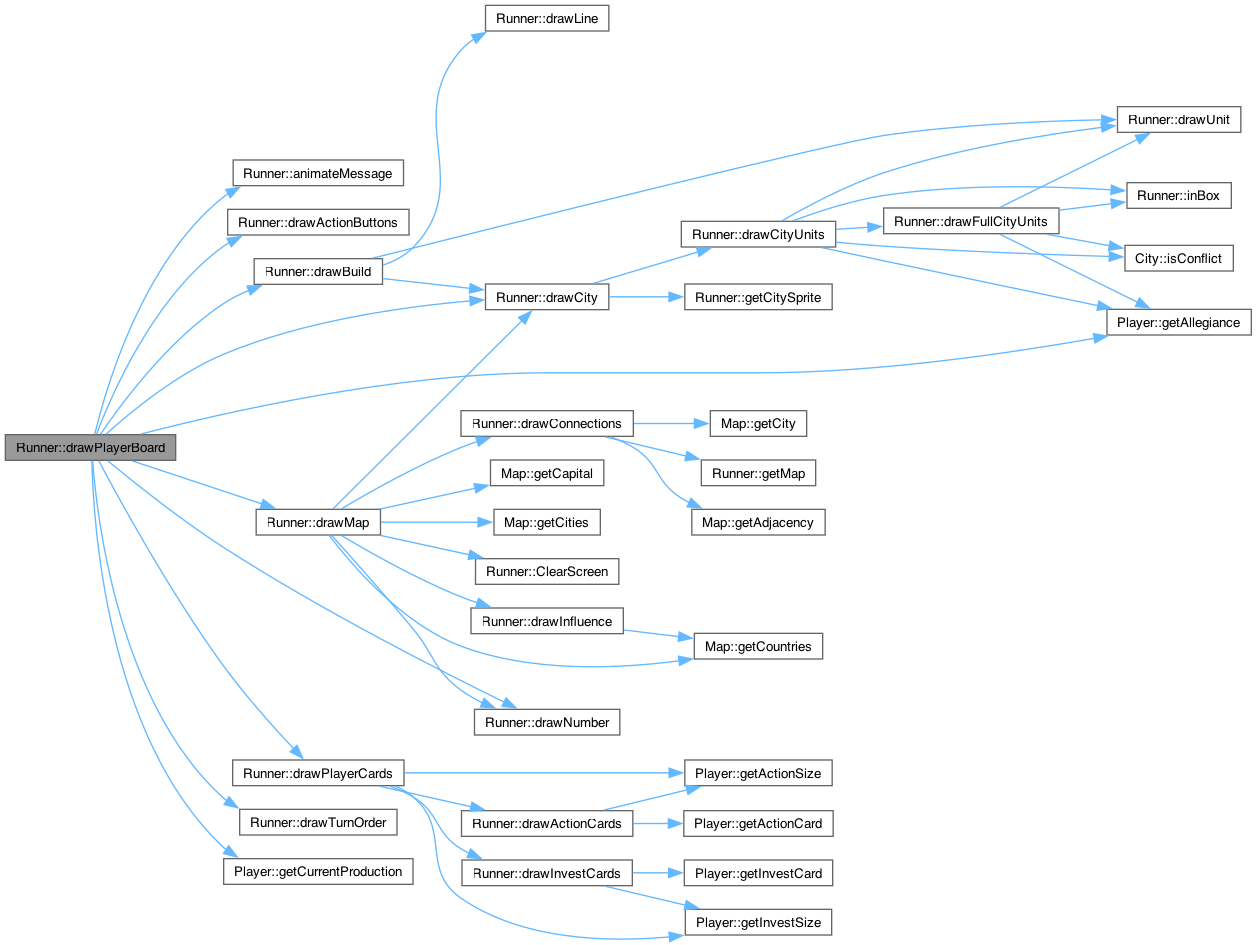 Runner::drawLine
Runner::drawUnit
Runner::animateMessage
Runner::inBox
Runner::drawActionButtons
Runner::drawFullCityUnits
Runner::drawCityUnits
City::isConflict
Runner::drawBuild
Runner::drawCity
Runner::getCitySprite
Player::getAllegiance
Runner::drawConnections
Map::getCity
Runner::drawPlayerBoard
Map::getCapital
Runner::getMap
Runner::drawMap
Map::getCities
Map::getAdjacency
Runner::ClearScreen
Runner::drawInfluence
Map::getCountries
Runner::drawNumber
Runner::drawPlayerCards
Player::getActionSize
Runner::drawTurnOrder
Runner::drawActionCards
Player::getActionCard
Player::getCurrentProduction
Runner::drawInvestCards
Player::getInvestCard
Player::getInvestSize